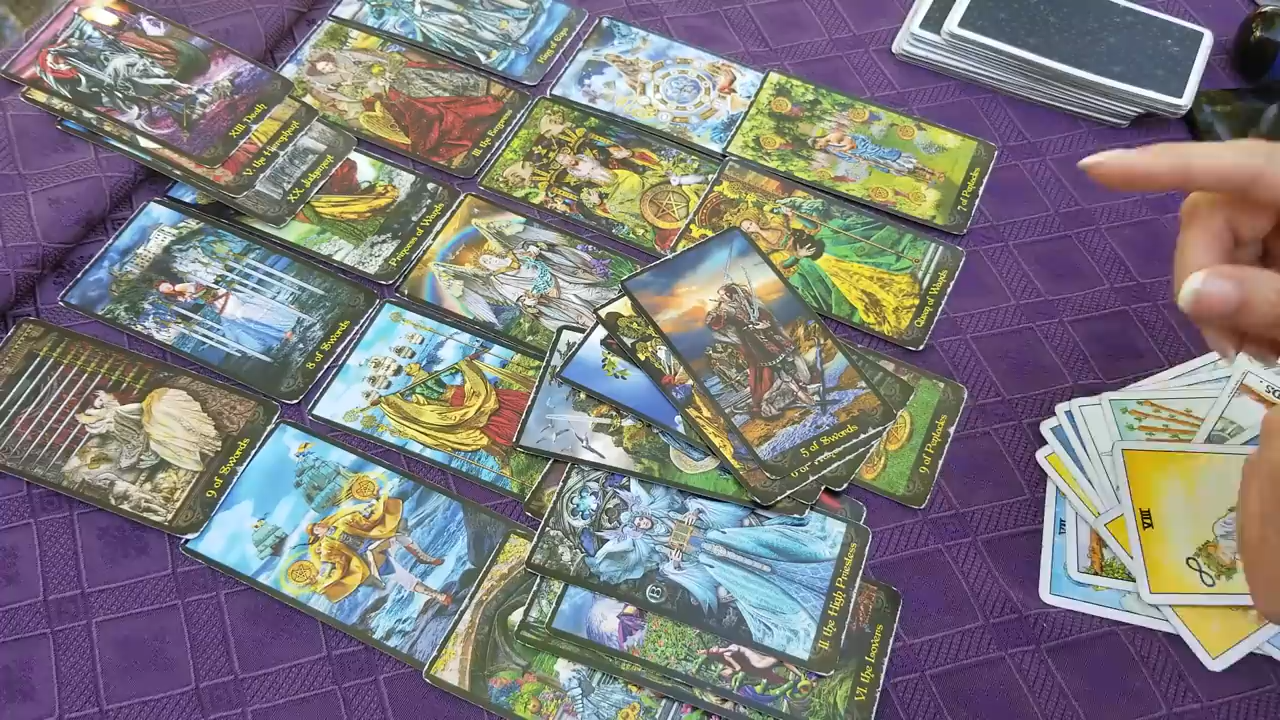 King of Cups
XIII. Death
III. the Empress
V. the Hierophant
XX. Judgment
7 of Pentacles
Princess of Wands
Queen of Wands
8 of Swords
9 of Swords
5 of Swords
9 of Pentacles
II. the High Priestess
B
VI. the Lovers
VIII